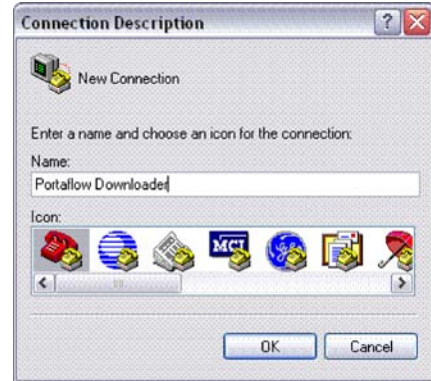 Connection Description
New Connection
Enter a name and choose an icon for the connection:
Name:
Portaflow Downloader
Icon:
MCI
OK Cancel